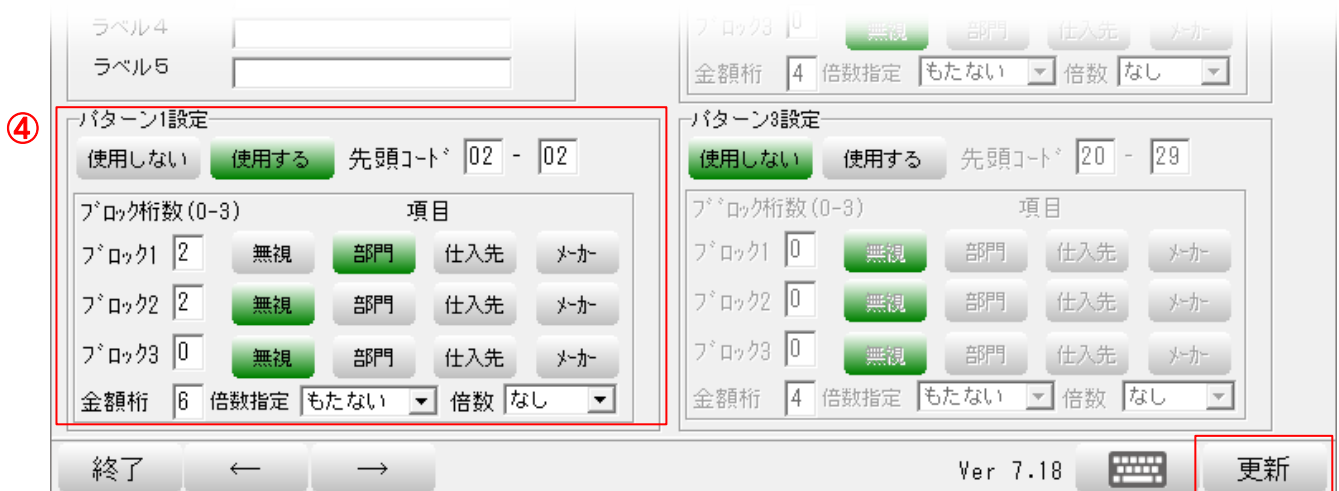 ラベル4
ラベル5
ブロック3 0 無視 部門 仕入先 メーカー
金額桁 4 倍数指定 もたない 倍数 なし
④
パターン1設定
使用しない 使用する 先頭コード 02 - 02
ブロック桁数(0-3) 項目
ブロック1 2 無視 部門 仕入先 メーカー
ブロック2 2 無視 部門 仕入先 メーカー
ブロック3 0 無視 部門 仕入先 メーカー
金額桁 6 倍数指定 もたない 倍数 なし
パターン3設定
使用しない 使用する 先頭コード 20 - 29
ブロック桁数(0-3) 項目
ブロック1 0 無視 部門 仕入先 メーカー
ブロック2 0 無視 部門 仕入先 メーカー
ブロック3 0 無視 部門 仕入先 メーカー
金額桁 4 倍数指定 もたない 倍数 なし
終了 ← → Ver 7.18 更新